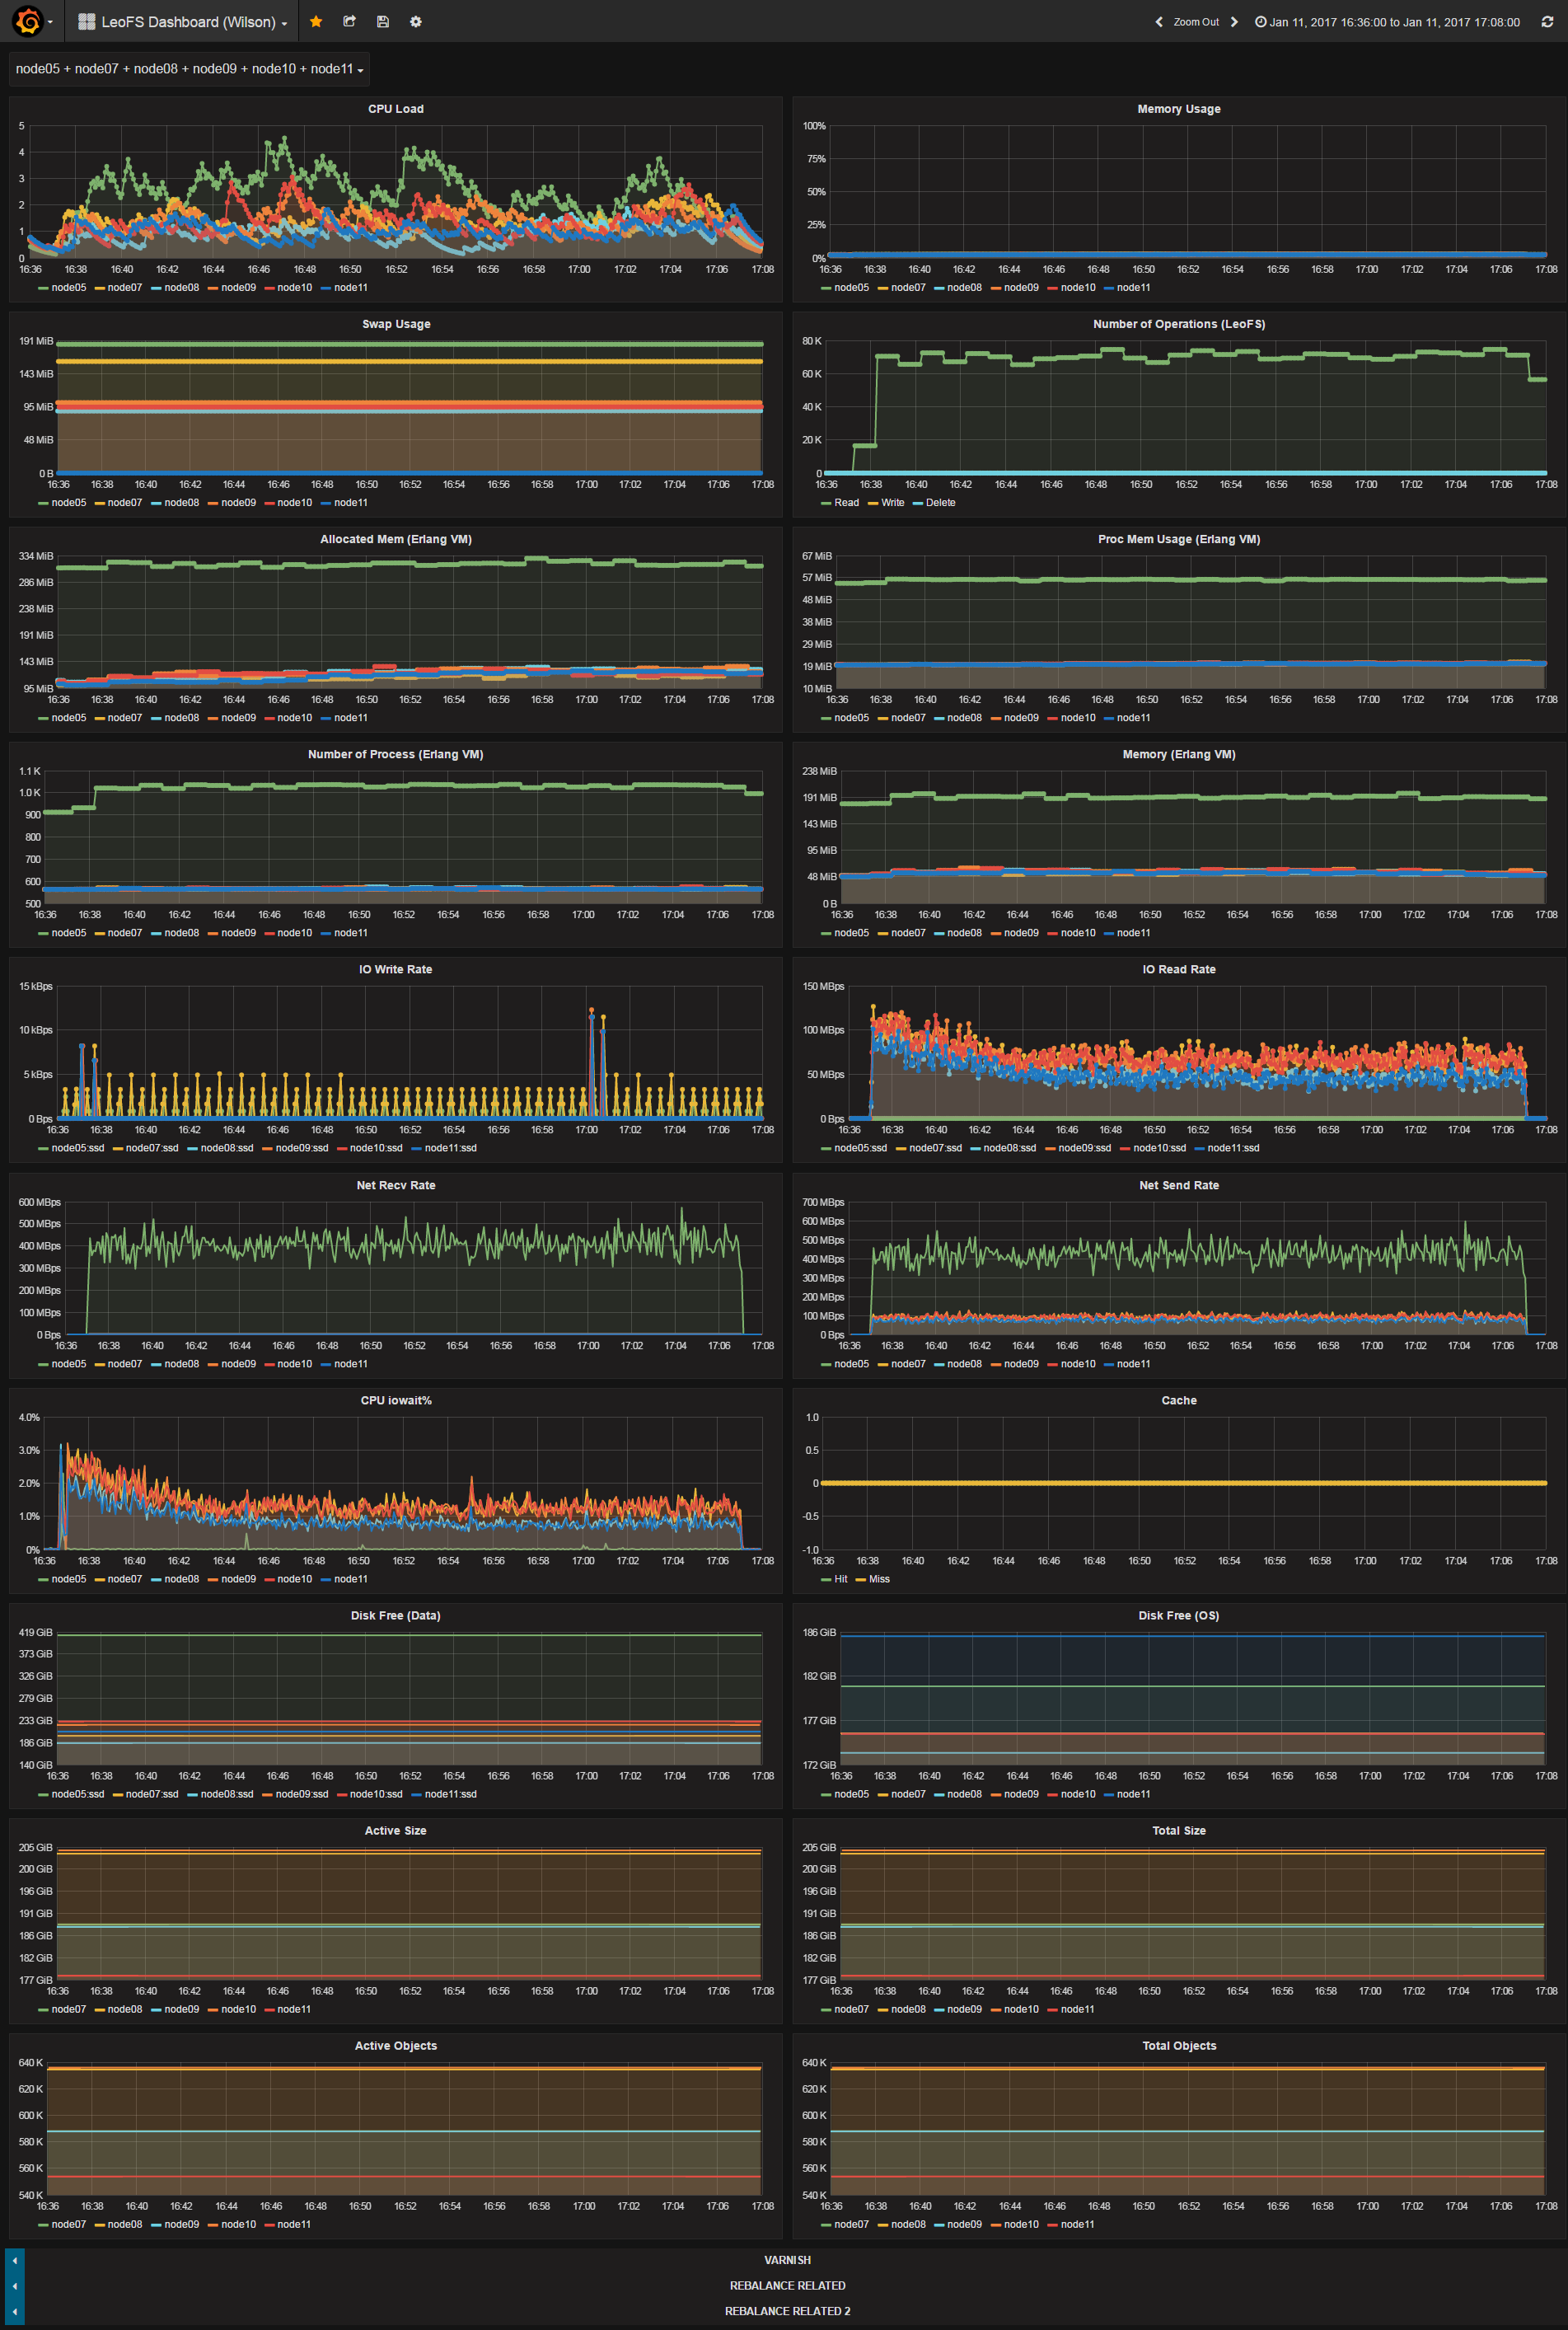 LeoFS Dashboard (Wilson)
Zoom Out
Jan 11, 2017 16:36:00 to Jan 11, 2017 17:08:00
node05 + node07 + node08 + node09 + node10 + node11
CPU Load
5
4
3
2
1
0
16:36 16:38 16:40 16:42 16:44 16:46 16:48 16:50 16:52 16:54 16:56 16:58 17:00 17:02 17:04 17:06 17:08
node05 node07 node08 node09 node10 node11
Memory Usage
100%
75%
50%
25%
0%
16:36 16:38 16:40 16:42 16:44 16:46 16:48 16:50 16:52 16:54 16:56 16:58 17:00 17:02 17:04 17:06 17:08
node05 node07 node08 node09 node10 node11
Swap Usage
191 MiB
143 MiB
95 MiB
48 MiB
0 B
16:36 16:38 16:40 16:42 16:44 16:46 16:48 16:50 16:52 16:54 16:56 16:58 17:00 17:02 17:04 17:06 17:08
node05 node07 node08 node09 node10 node11
Number of Operations (LeoFS)
80 K
60 K
40 K
20 K
0
16:36 16:38 16:40 16:42 16:44 16:46 16:48 16:50 16:52 16:54 16:56 16:58 17:00 17:02 17:04 17:06 17:08
Read Write Delete
Allocated Mem (Erlang VM)
334 MiB
286 MiB
238 MiB
191 MiB
143 MiB
95 MiB
16:36 16:38 16:40 16:42 16:44 16:46 16:48 16:50 16:52 16:54 16:56 16:58 17:00 17:02 17:04 17:06 17:08
node05 node07 node08 node09 node10 node11
Proc Mem Usage (Erlang VM)
67 MiB
57 MiB
48 MiB
38 MiB
29 MiB
19 MiB
10 MiB
16:36 16:38 16:40 16:42 16:44 16:46 16:48 16:50 16:52 16:54 16:56 16:58 17:00 17:02 17:04 17:06 17:08
node05 node07 node08 node09 node10 node11
Number of Process (Erlang VM)
1.1 K
1.0 K
900
800
700
600
500
16:36 16:38 16:40 16:42 16:44 16:46 16:48 16:50 16:52 16:54 16:56 16:58 17:00 17:02 17:04 17:06 17:08
node05 node07 node08 node09 node10 node11
Memory (Erlang VM)
238 MiB
191 MiB
143 MiB
95 MiB
48 MiB
0 B
16:36 16:38 16:40 16:42 16:44 16:46 16:48 16:50 16:52 16:54 16:56 16:58 17:00 17:02 17:04 17:06 17:08
node05 node07 node08 node09 node10 node11
IO Write Rate
15 kBps
10 kBps
5 kBps
0 Bps
16:36 16:38 16:40 16:42 16:44 16:46 16:48 16:50 16:52 16:54 16:56 16:58 17:00 17:02 17:04 17:06 17:08
node05:ssd node07:ssd node08:ssd node09:ssd node10:ssd node11:ssd
IO Read Rate
150 MBps
100 MBps
50 MBps
0 Bps
16:36 16:38 16:40 16:42 16:44 16:46 16:48 16:50 16:52 16:54 16:56 16:58 17:00 17:02 17:04 17:06 17:08
node05:ssd node07:ssd node08:ssd node09:ssd node10:ssd node11:ssd
Net Recv Rate
600 MBps
500 MBps
400 MBps
300 MBps
200 MBps
100 MBps
0 Bps
16:36 16:38 16:40 16:42 16:44 16:46 16:48 16:50 16:52 16:54 16:56 16:58 17:00 17:02 17:04 17:06 17:08
node05 node07 node08 node09 node10 node11
Net Send Rate
700 MBps
600 MBps
500 MBps
400 MBps
300 MBps
200 MBps
100 MBps
0 Bps
16:36 16:38 16:40 16:42 16:44 16:46 16:48 16:50 16:52 16:54 16:56 16:58 17:00 17:02 17:04 17:06 17:08
node05 node07 node08 node09 node10 node11
CPU iowait%
4.0%
3.0%
2.0%
1.0%
0%
16:36 16:38 16:40 16:42 16:44 16:46 16:48 16:50 16:52 16:54 16:56 16:58 17:00 17:02 17:04 17:06 17:08
node05 node07 node08 node09 node10 node11
Cache
1.0
0.5
0
-0.5
-1.0
16:36 16:38 16:40 16:42 16:44 16:46 16:48 16:50 16:52 16:54 16:56 16:58 17:00 17:02 17:04 17:06 17:08
Hit Miss
Disk Free (Data)
419 GiB
373 GiB
326 GiB
279 GiB
233 GiB
186 GiB
140 GiB
16:36 16:38 16:40 16:42 16:44 16:46 16:48 16:50 16:52 16:54 16:56 16:58 17:00 17:02 17:04 17:06 17:08
node05:ssd node07:ssd node08:ssd node09:ssd node10:ssd node11:ssd
Disk Free (OS)
186 GiB
182 GiB
177 GiB
172 GiB
16:36 16:38 16:40 16:42 16:44 16:46 16:48 16:50 16:52 16:54 16:56 16:58 17:00 17:02 17:04 17:06 17:08
node05 node07 node08 node09 node10 node11
Active Size
205 GiB
200 GiB
196 GiB
191 GiB
186 GiB
182 GiB
177 GiB
16:36 16:38 16:40 16:42 16:44 16:46 16:48 16:50 16:52 16:54 16:56 16:58 17:00 17:02 17:04 17:06 17:08
node07 node08 node09 node10 node11
Total Size
205 GiB
200 GiB
196 GiB
191 GiB
186 GiB
182 GiB
177 GiB
16:36 16:38 16:40 16:42 16:44 16:46 16:48 16:50 16:52 16:54 16:56 16:58 17:00 17:02 17:04 17:06 17:08
node07 node08 node09 node10 node11
Active Objects
640 K
620 K
600 K
580 K
560 K
540 K
16:36 16:38 16:40 16:42 16:44 16:46 16:48 16:50 16:52 16:54 16:56 16:58 17:00 17:02 17:04 17:06 17:08
node07 node08 node09 node10 node11
Total Objects
640 K
620 K
600 K
580 K
560 K
540 K
16:36 16:38 16:40 16:42 16:44 16:46 16:48 16:50 16:52 16:54 16:56 16:58 17:00 17:02 17:04 17:06 17:08
node07 node08 node09 node10 node11
VARNISH
REBALANCE RELATED
REBALANCE RELATED 2